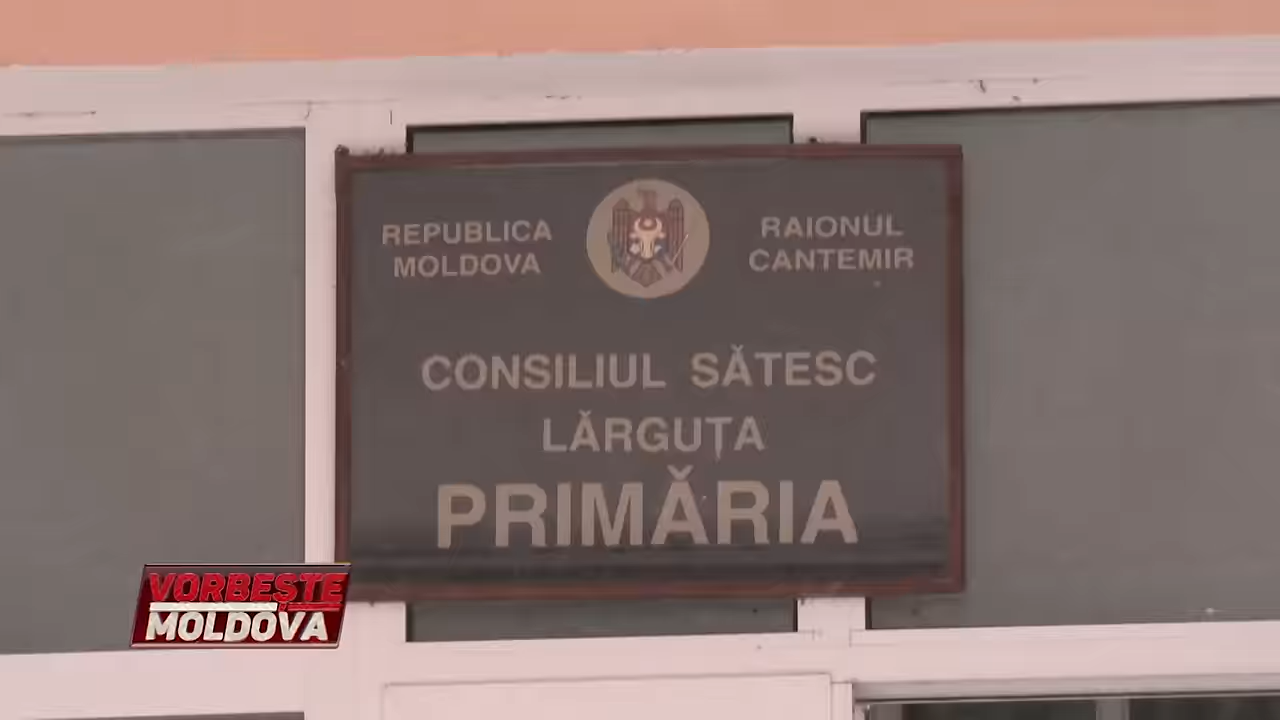 REPUBLICA
MOLDOVA
RAIONUL
CANTEMIR
CONSILIUL SĂTESC
LĂRGUȚA
PRIMĂRIA
VORBEȘTE
MOLDOVA